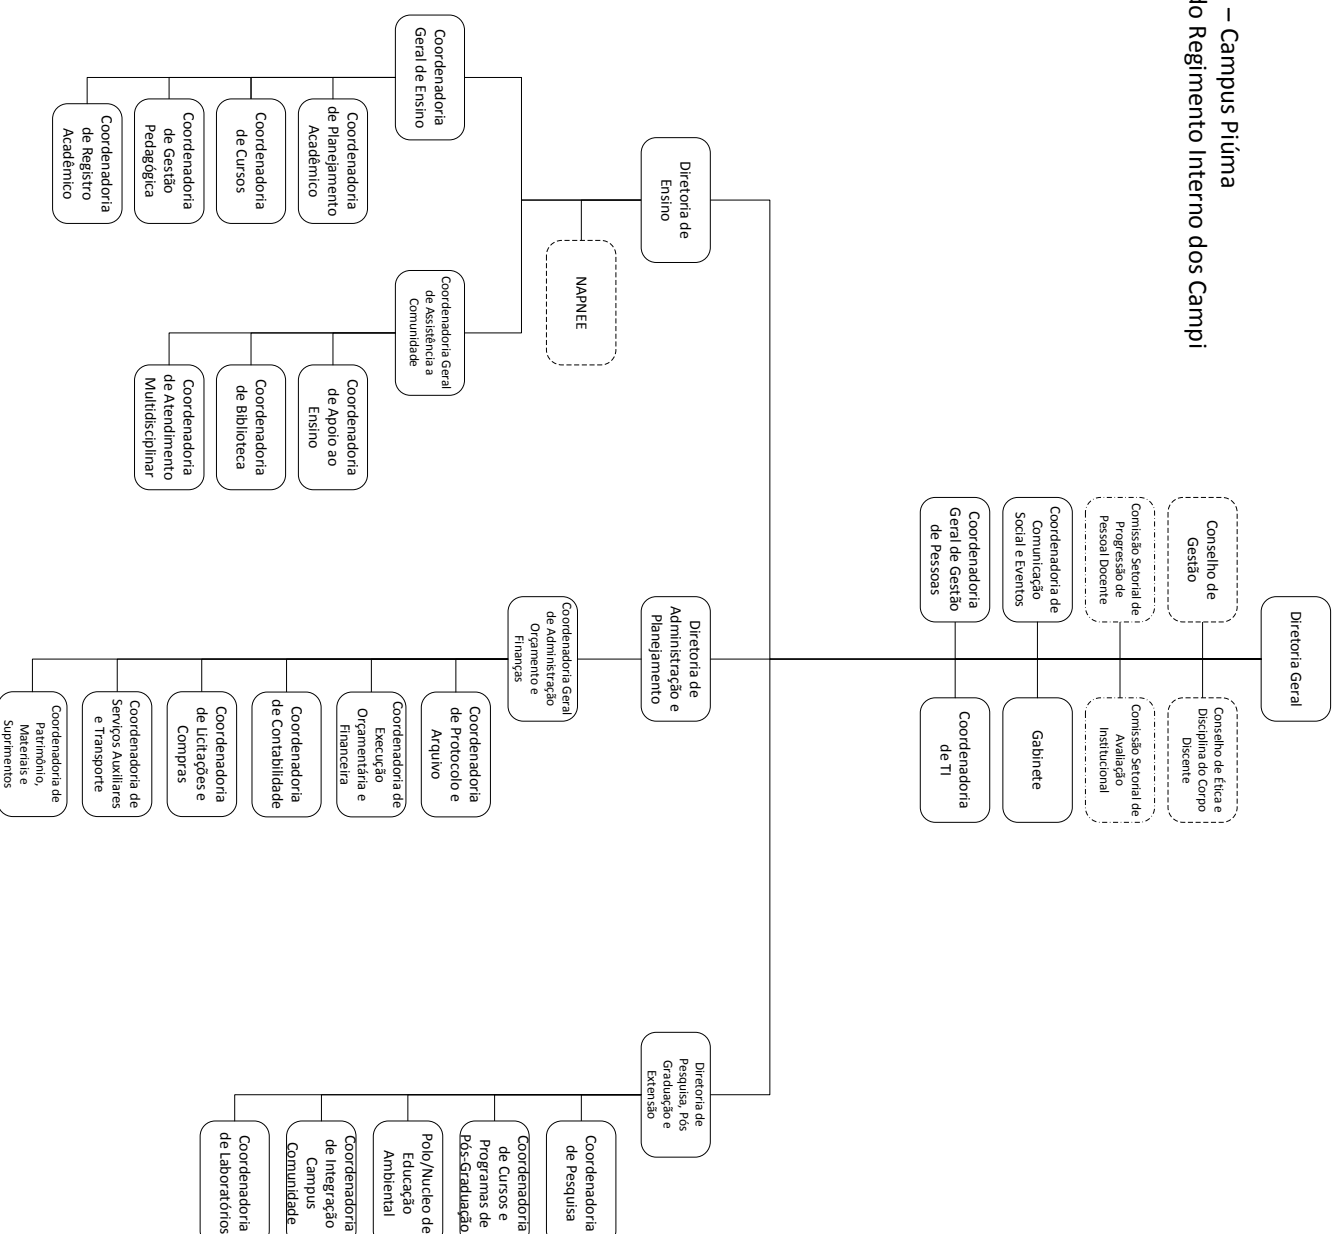 – Campus Piúma
do Regimento Interno dos Campi
Diretoria Geral
Conselho de
Gestão
Conselho de Ética e
Disciplina do Corpo
Discente
Comissão Setorial de
Progressão de
Pessoal Docente
Comissão Setorial de
Avaliação
Institucional
Coordenadoria de
Comunicação
Social e Eventos
Gabinete
Coordenadoria
Geral de Gestão
de Pessoas
Coordenadoria
de TI
Diretoria de
Ensino
NAPNEE
Coordenadoria
Geral de Ensino
Coordenadoria
de Planejamento
Acadêmico
Coordenadoria
de Cursos
Coordenadoria
de Gestão
Pedagógica
Coordenadoria
de Registro
Acadêmico
Coordenadoria Geral
de Assistência a
Comunidade
Coordenadoria
de Apoio ao
Ensino
Coordenadoria
de Biblioteca
Coordenadoria
de Atendimento
Multidisciplinar
Diretoria de
Administração e
Planejamento
Coordenadoria Geral
de Administração
Orçamento e
Finanças
Coordenadoria
de Protocolo e
Arquivo
Coordenadoria de
Execução
Orçamentária e
Financeira
Coordenadoria
de Contabilidade
Coordenadoria
de Licitações e
Compras
Coordenadoria de
Serviços Auxiliares
e Transporte
Coordenadoria de
Patrimônio,
Materiais e
Suprimentos
Diretoria de
Pesquisa, Pós
Graduação e
Extensão
Coordenadoria
de Pesquisa
Coordenadoria
de Cursos e
Programas de
Pós-Graduação
Polo/Nucleo de
Educação
Ambiental
Coordenadoria
de Integração
Campus
Comunidade
Coordenadoria
de Laboratórios